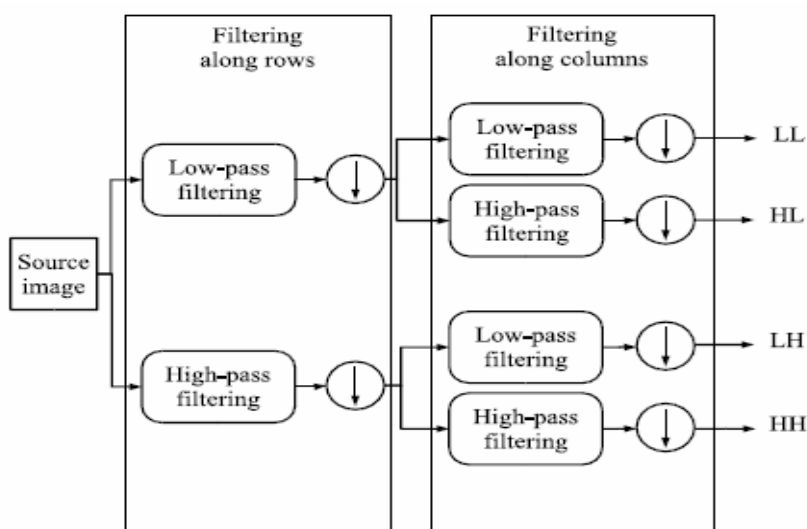 Filtering
along rows
Filtering
along columns
Source
image
Low-pass
filtering
High-pass
filtering
Low-pass
filtering
LL
High-pass
filtering
HL
Low-pass
filtering
LH
High-pass
filtering
HH